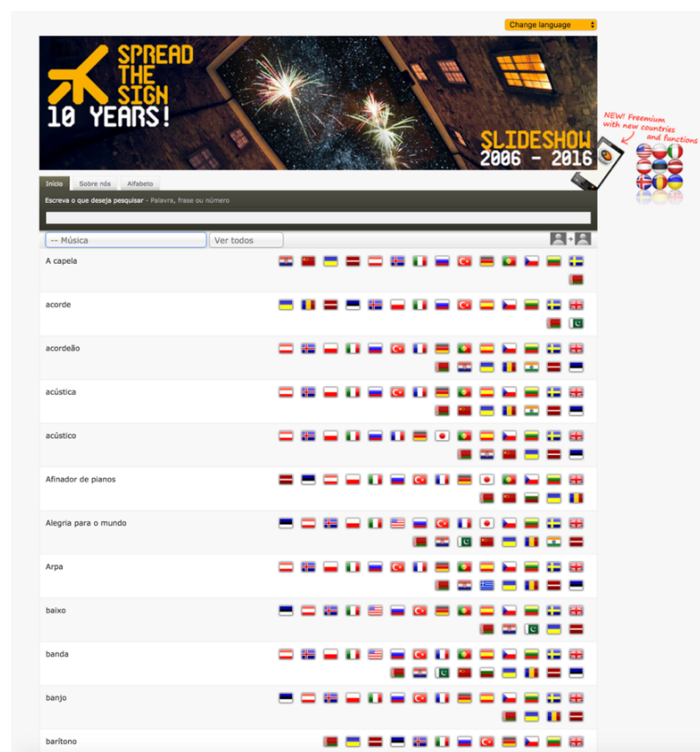 Change language
SPREAD
THE
SIGN
10 YEARS!
SLIDESHOW
2006 - 2016
NEW! Freemium
with new countries
and functions
Início Sobre nós Alfabeto
Escreva o que deseja pesquisar - Palavra, frase ou número
-- Música Ver todos
A capela
acorde
acordeão
acústica
acústico
Afinador de pianos
Alegria para o mundo
Arpa
baixo
banda
banjo
barítono